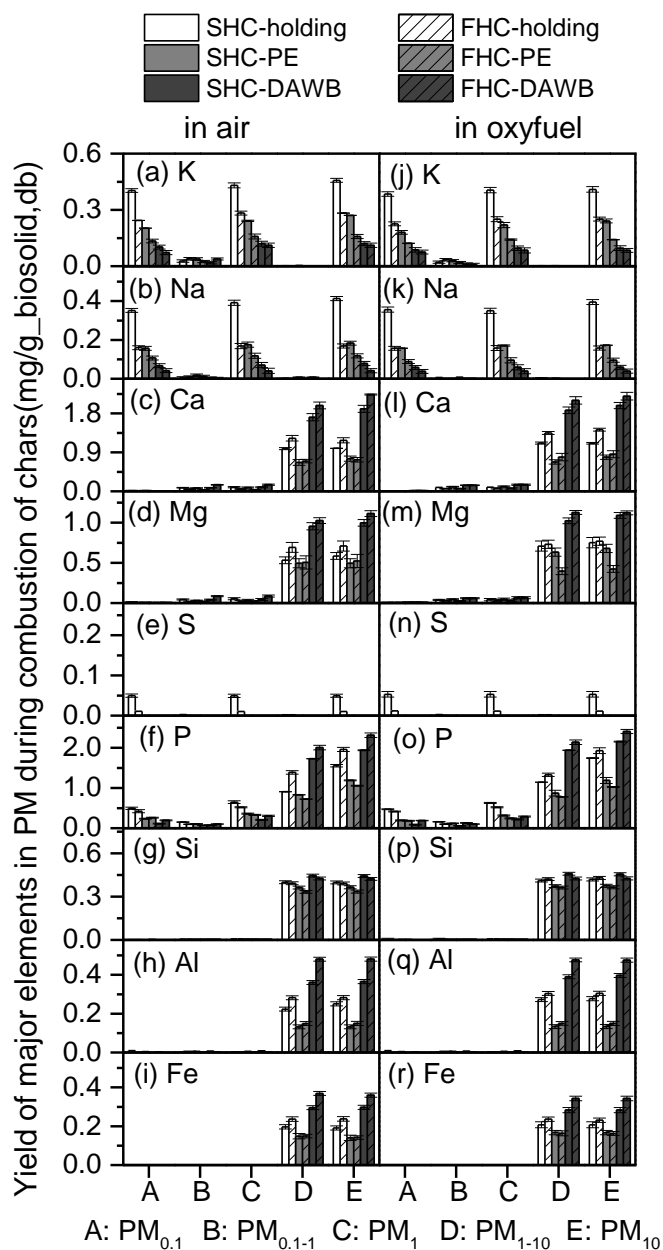 SHC-holding FHC-holding
SHC-PE FHC-PE
SHC-DAWB FHC-DAWB
in air in oxyfuel
Yield of major elements in PM during combustion of chars(mg/g_biosolid,db)
0.6 (a) K (j) K
0.3
0.0
0.4 (b) Na (k) Na
0.2
0.0
(c) Ca (l) Ca
1.8
0.9
0.0
(d) Mg (m) Mg
1.0
0.5
0.0
(e) S (n) S
0.2
0.1
0.0
(f) P (o) P
2.0
1.0
0.0
(g) Si (p) Si
0.6
0.3
0.0
(h) Al (q) Al
0.4
0.2
0.0
(i) Fe (r) Fe
0.4
0.2
0.0
A B C D E A B C D E
A: PM0.1 B: PM0.1-1 C: PM1 D: PM1-10 E: PM10